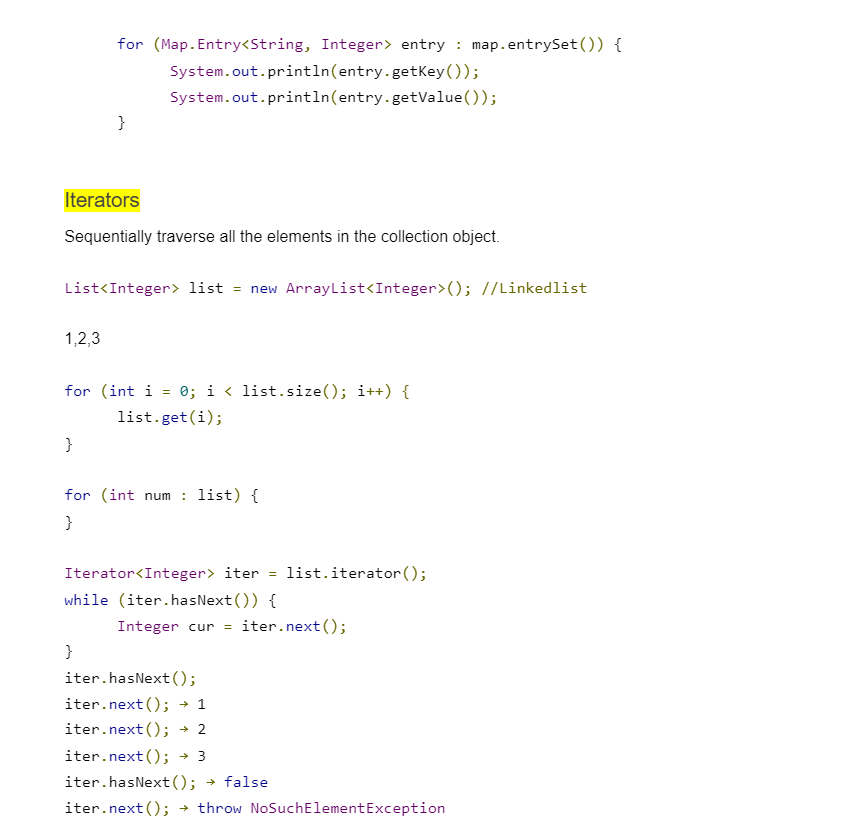 for (Map.Entry<String, Integer> entry : map.entrySet()) {
System.out.println(entry.getKey());
System.out.println(entry.getValue());
}
Iterators
Sequentially traverse all the elements in the collection object.
List<Integer> list = new ArrayList<Integer>(); //Linkedlist
1,2,3
for (int i = 0; i < list.size(); i++) {
list.get(i);
}
for (int num : list) {
}
Iterator<Integer> iter = list.iterator();
while (iter.hasNext()) {
Integer cur = iter.next();
}
iter.hasNext();
iter.next(); → 1
iter.next(); → 2
iter.next(); → 3
iter.hasNext(); → false
iter.next(); → throw NoSuchElementException